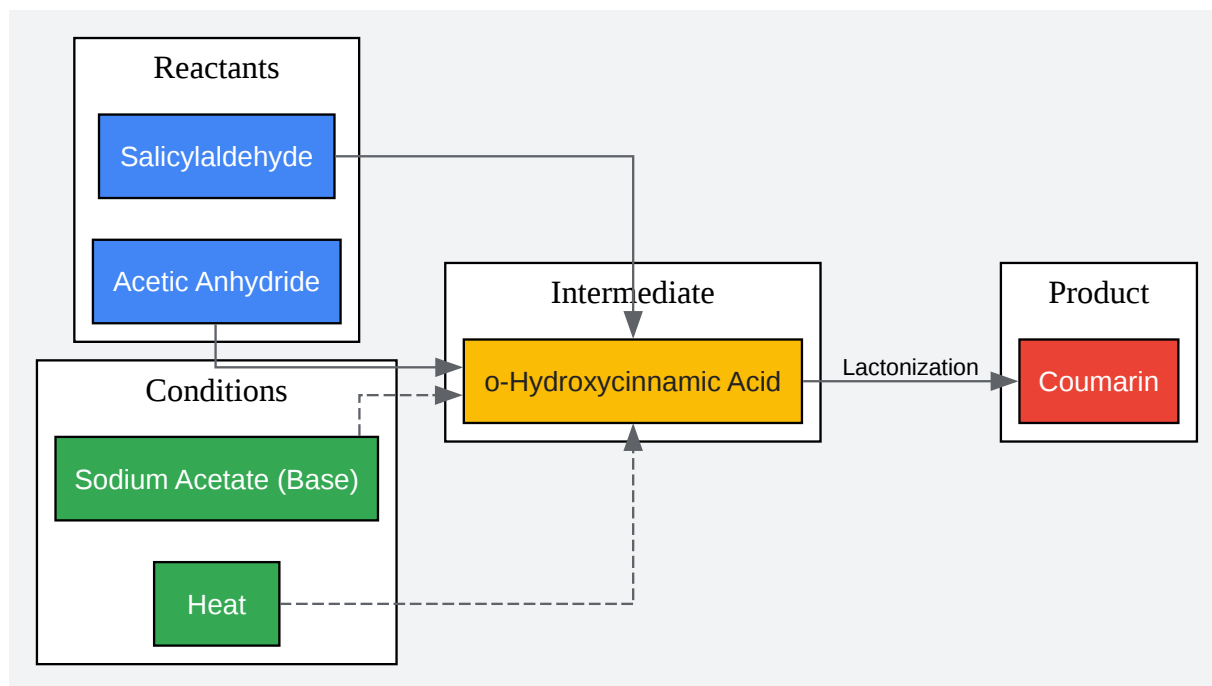 Reactants
Salicylaldehyde
Acetic Anhydride
Conditions
Sodium Acetate (Base)
Heat
Intermediate
o-Hydroxycinnamic Acid
Lactonization
Product
Coumarin